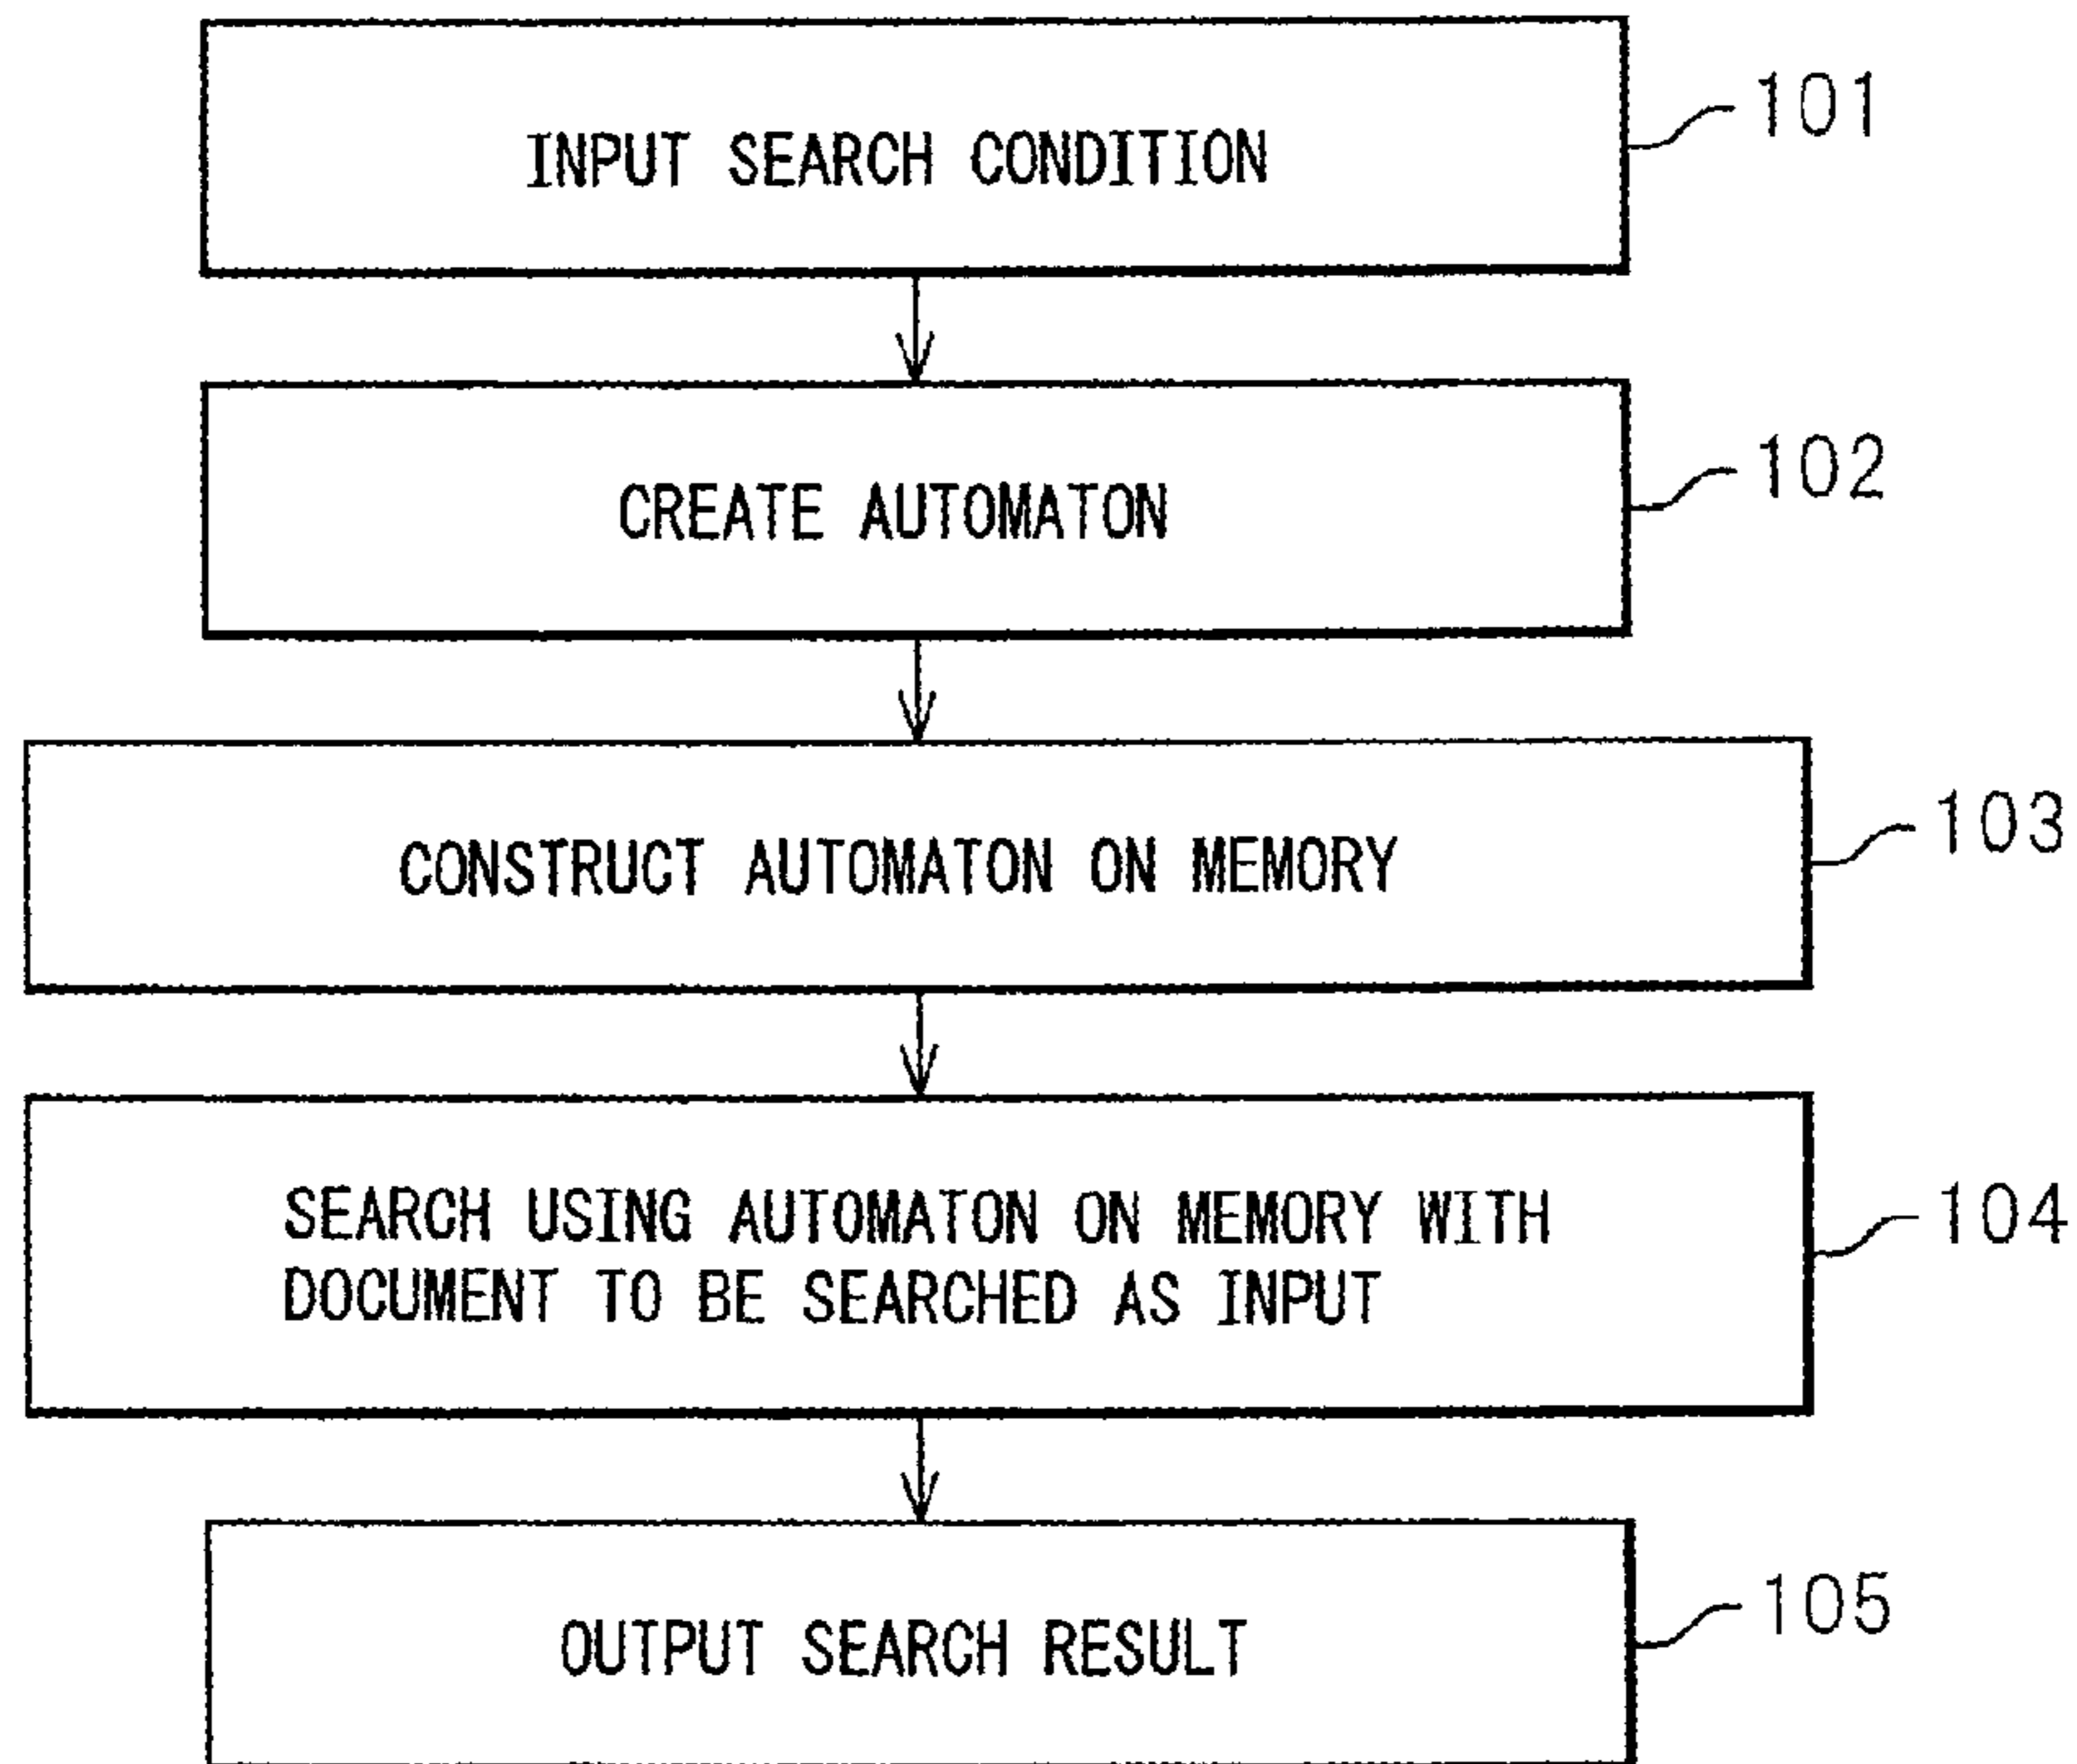 INPUT SEARCH CONDITION
101
CREATE AUTOMATON
102
CONSTRUCT AUTOMATON ON MEMORY
103
SEARCH USING AUTOMATON ON MEMORY WITH
DOCUMENT TO BE SEARCHED AS INPUT
104
OUTPUT SEARCH RESULT
105